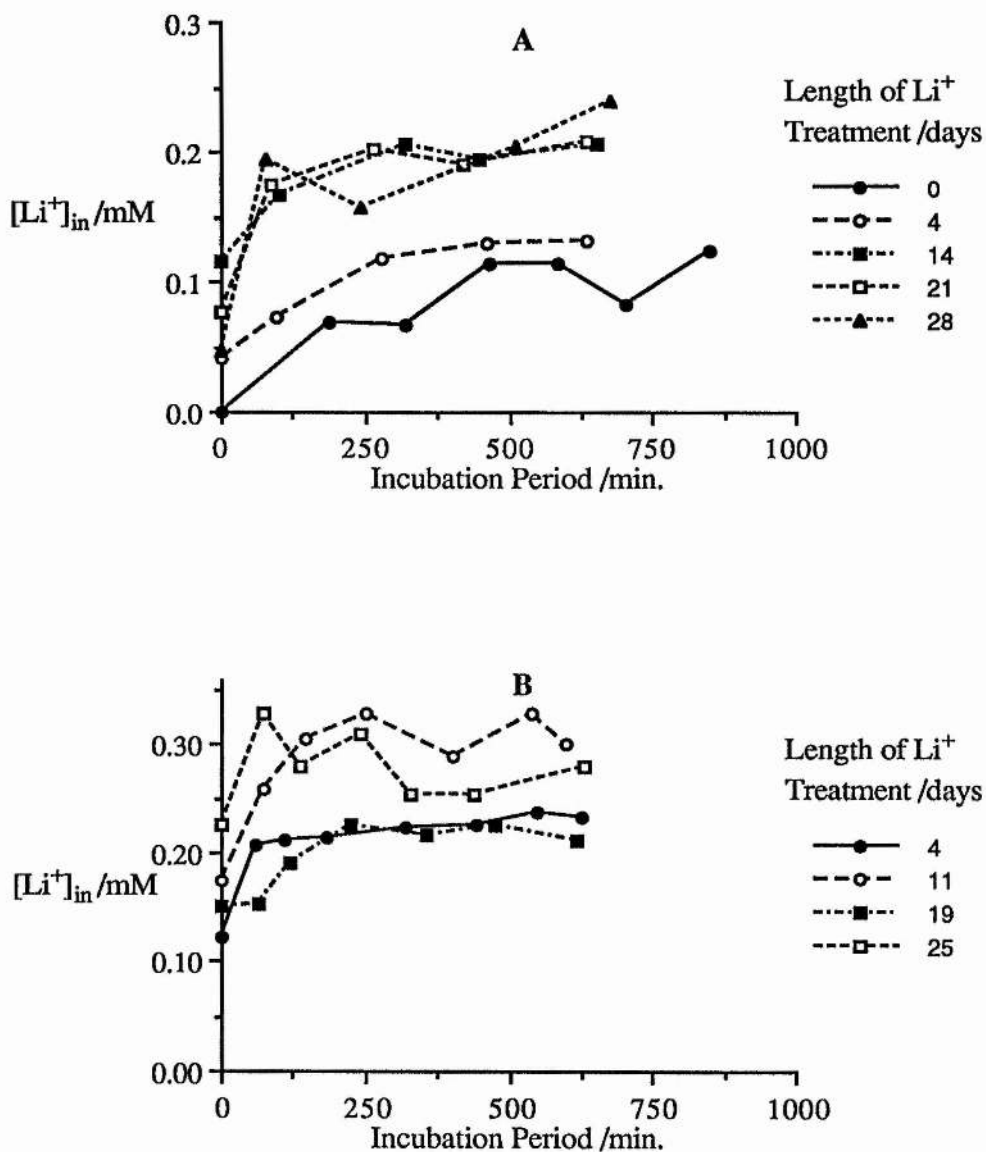 A
0.3
0.2
0.1
0.0
[Li⁺]ᵢₙ /mM
0 250 500 750 1000
Incubation Period /min.
Length of Li⁺
Treatment /days
0
4
14
21
28
B
0.30
0.20
0.10
0.00
[Li⁺]ᵢₙ /mM
0 250 500 750 1000
Incubation Period /min.
Length of Li⁺
Treatment /days
4
11
19
25